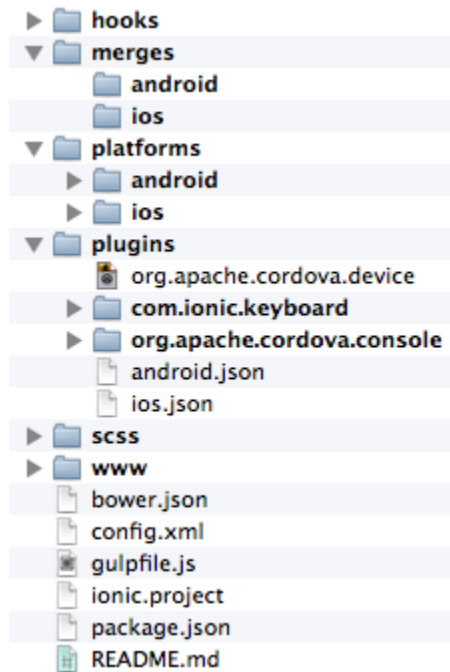 hooks
merges
android
ios
platforms
android
ios
plugins
org.apache.cordova.device
com.ionic.keyboard
org.apache.cordova.console
android.json
ios.json
scss
www
bower.json
config.xml
gulpfile.js
ionic.project
package.json
README.md